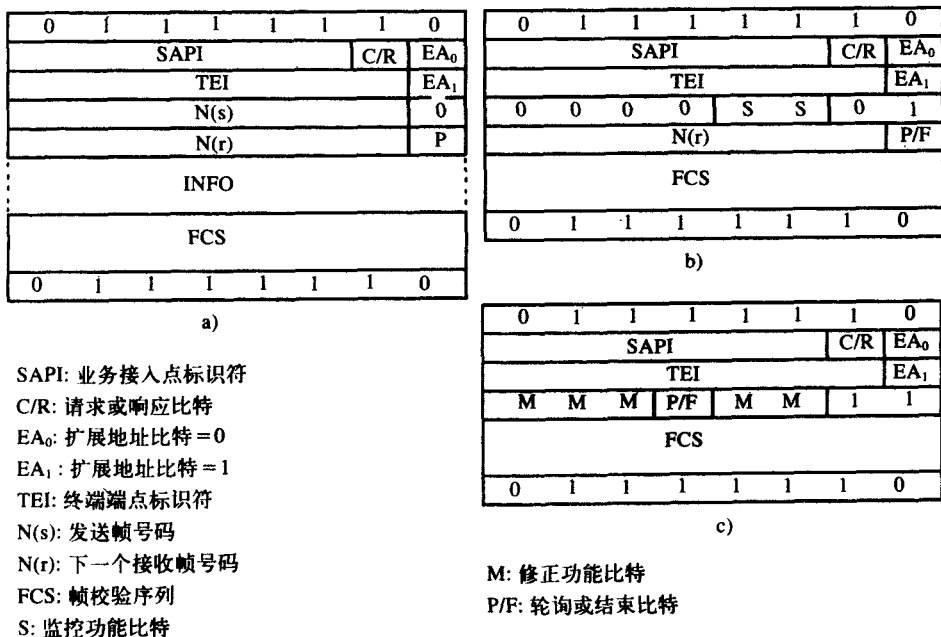 0 1 1 1 1 1 1 0
SAPI C/R EA₀
TEI EA₁
N(s) 0
N(r) P
INFO
FCS
0 1 1 1 1 1 1 0
a)
SAPI: 业务接入点标识符
C/R: 请求或响应比特
EA₀: 扩展地址比特=0
EA₁: 扩展地址比特=1
TEI: 终端端点标识符
N(s): 发送帧号码
N(r): 下一个接收帧号码
FCS: 帧校验序列
S: 监控功能比特
0 1 1 1 1 1 1 0
SAPI C/R EA₀
TEI EA₁
0 0 0 0 S S 0 1
N(r) P/F
FCS
0 1 1 1 1 1 1 0
b)
0 1 1 1 1 1 1 0
SAPI C/R EA₀
TEI EA₁
M M M P/F M M 1 1
FCS
0 1 1 1 1 1 1 0
c)
M: 修正功能比特
P/F: 轮询或结束比特